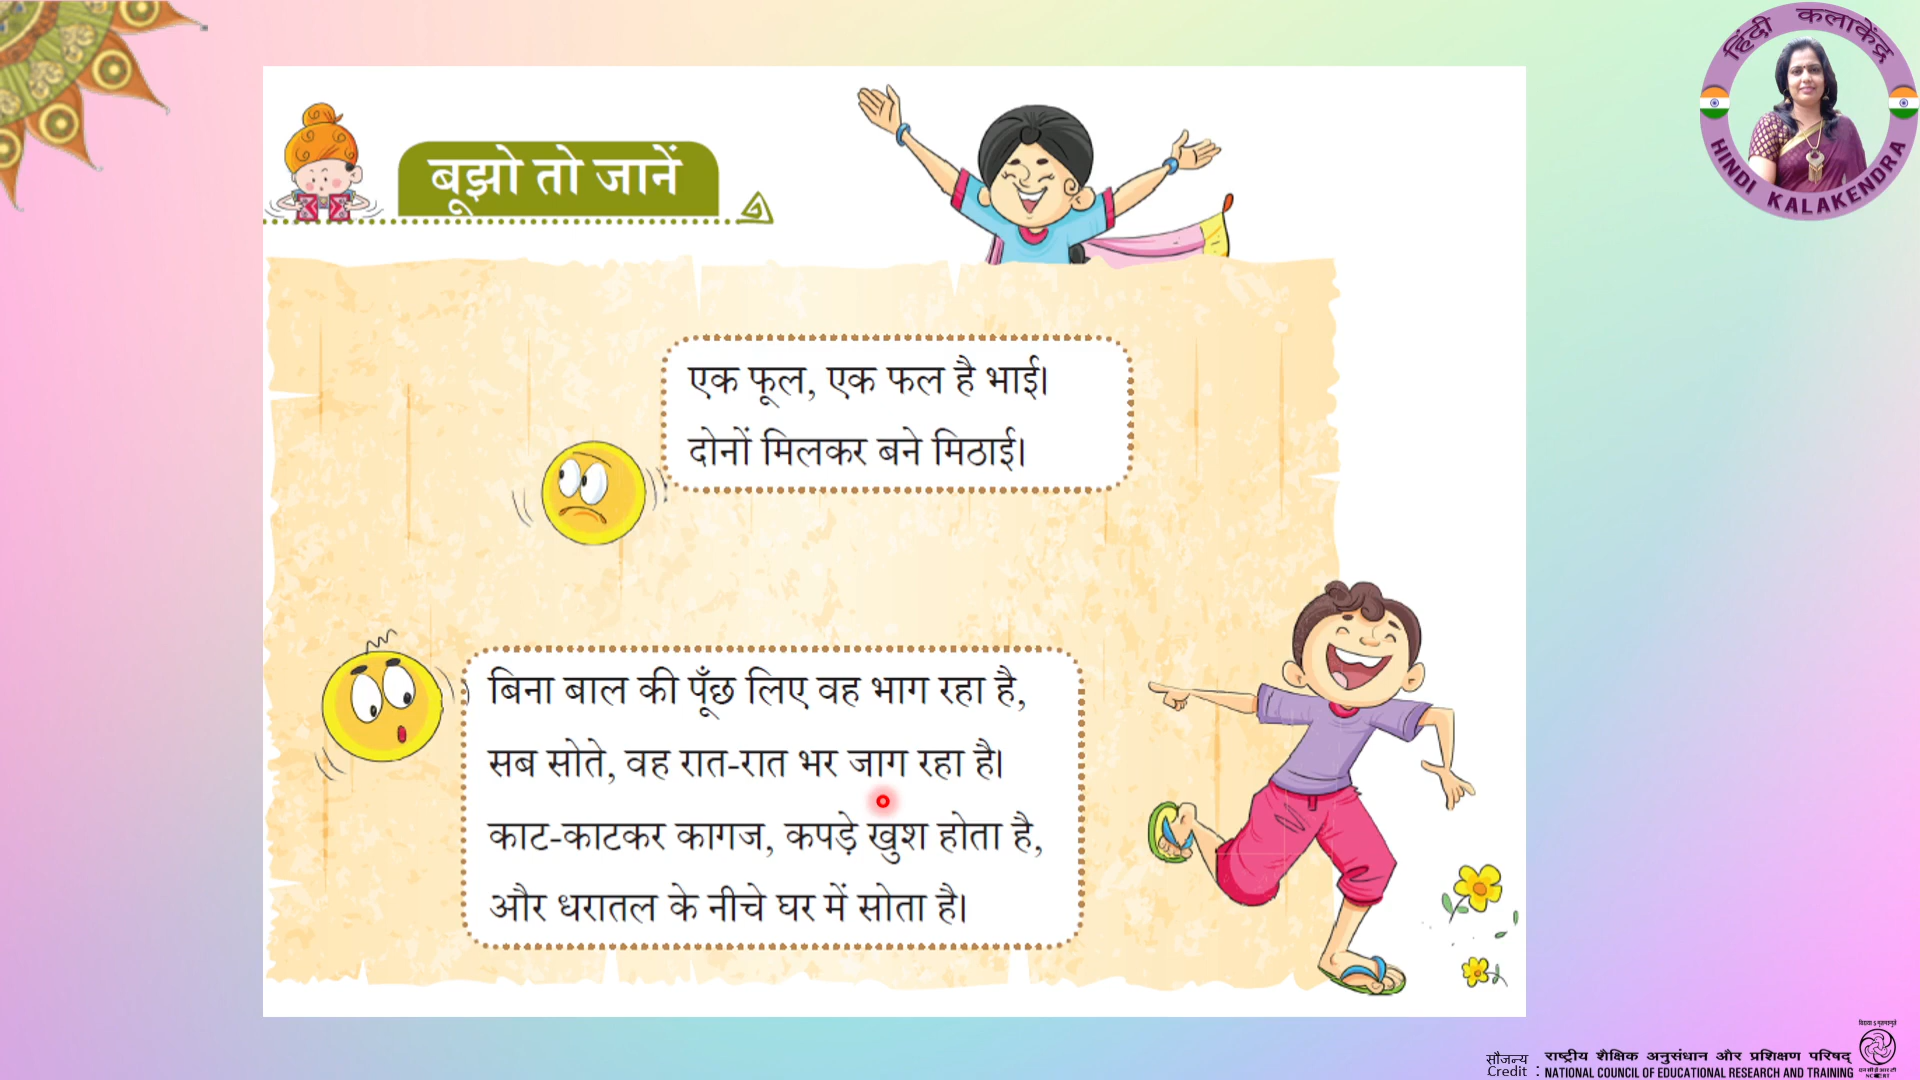 हिंदी कलाकेंद्र
HINDI KALAKENDRA
बूझो तो जानें
एक फूल, एक फल है भाई।
दोनों मिलकर बने मिठाई।
बिना बाल की पूँछ लिए वह भाग रहा है,
सब सोते, वह रात-रात भर जाग रहा है।
काट-काटकर कागज, कपड़े खुश होता है,
और धरातल के नीचे घर में सोता है।
सौजन्य : राष्ट्रीय शैक्षिक अनुसंधान और प्रशिक्षण परिषद्
Credit : NATIONAL COUNCIL OF EDUCATIONAL RESEARCH AND TRAINING
NCERT